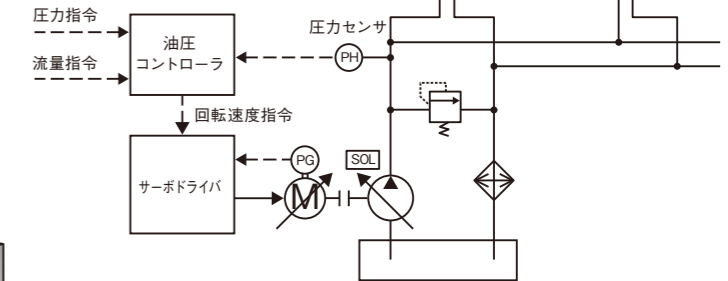 圧力指令
流量指令
油圧
コントローラ
圧力センサ
PH
回転速度指令
サーボドライバ
PG
M
SOL